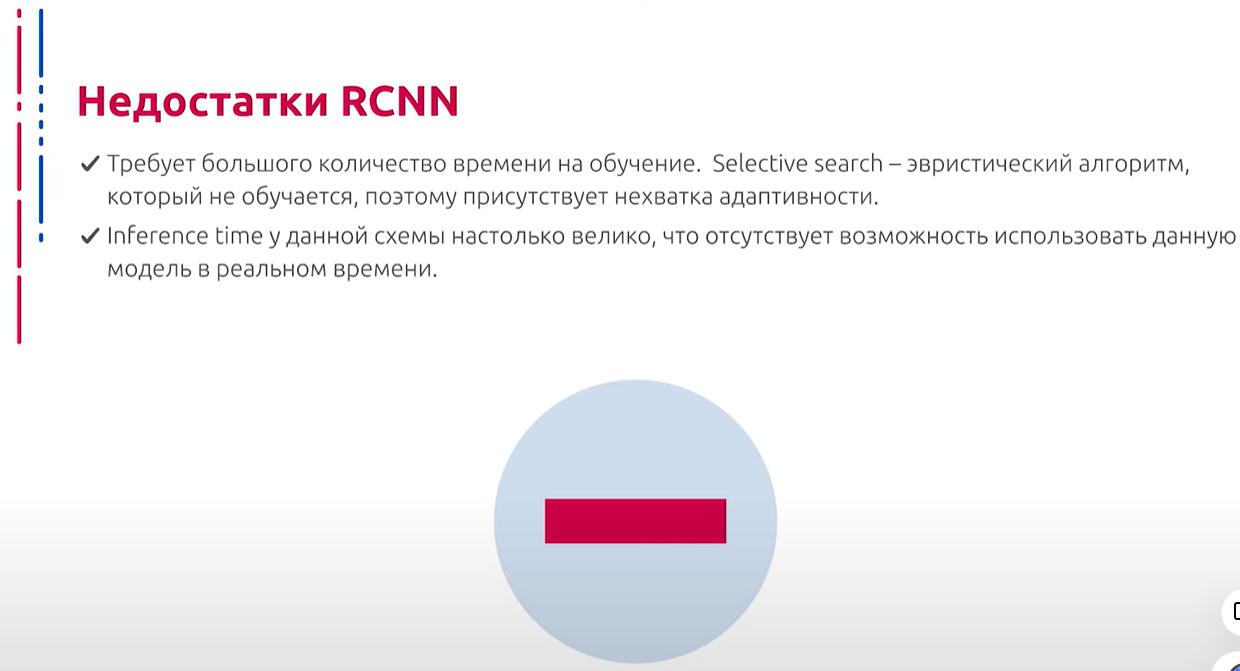 Недостатки RCNN
Требует большого количество времени на обучение. Selective search – эвристический алгоритм,
который не обучается, поэтому присутствует нехватка адаптивности.
Inference time у данной схемы настолько велико, что отсутствует возможность использовать данную
модель в реальном времени.